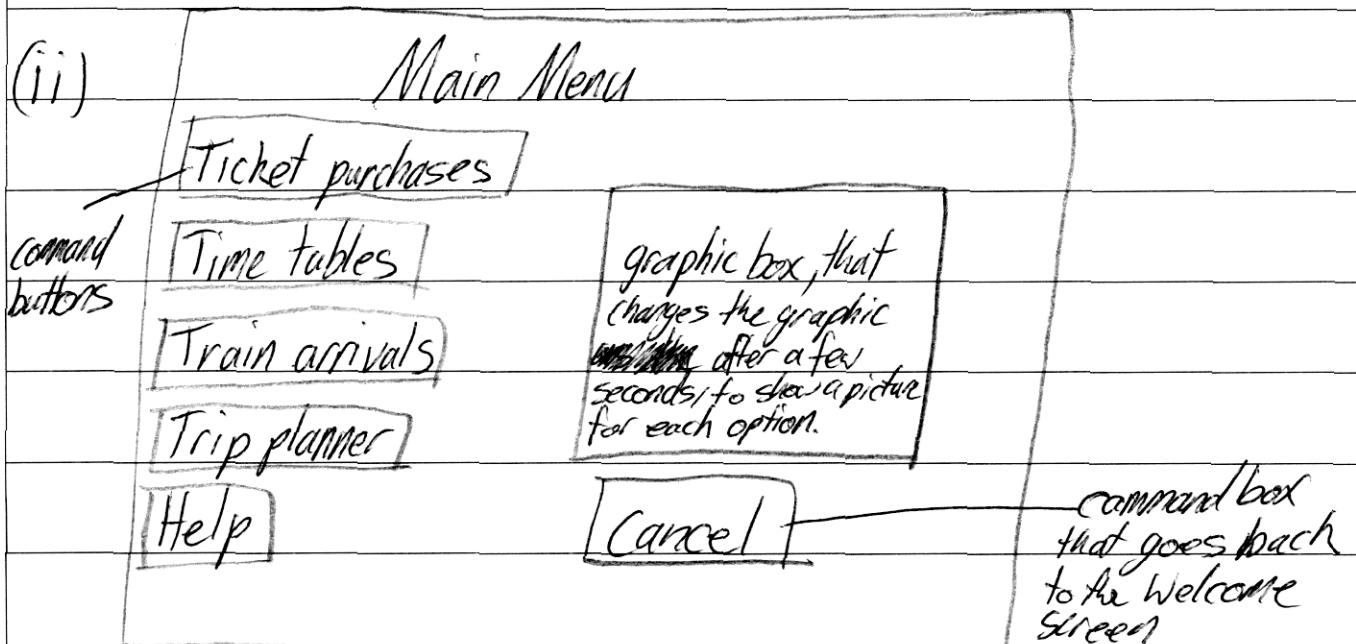 (ii)
Main Menu
Ticket purchases
command
buttons
Time tables
Train arrivals
Trip planner
Help
graphic box, that
changes the graphic
after a few
seconds, to show a picture
for each option.
Cancel
command box
that goes back
to the Welcome
screen